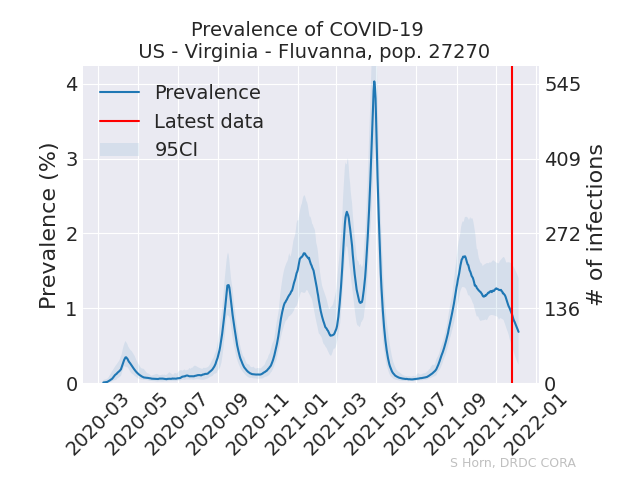 Prevalence of COVID-19
US - Virginia - Fluvanna, pop. 27270
Prevalence
Latest data
95CI
Prevalence (%)
4
3
2
1
0
# of infections
545
409
272
136
0
2020-03
2020-05
2020-07
2020-09
2020-11
2021-01
2021-03
2021-05
2021-07
2021-09
2021-11
2022-01
S Horn, DRDC CORA